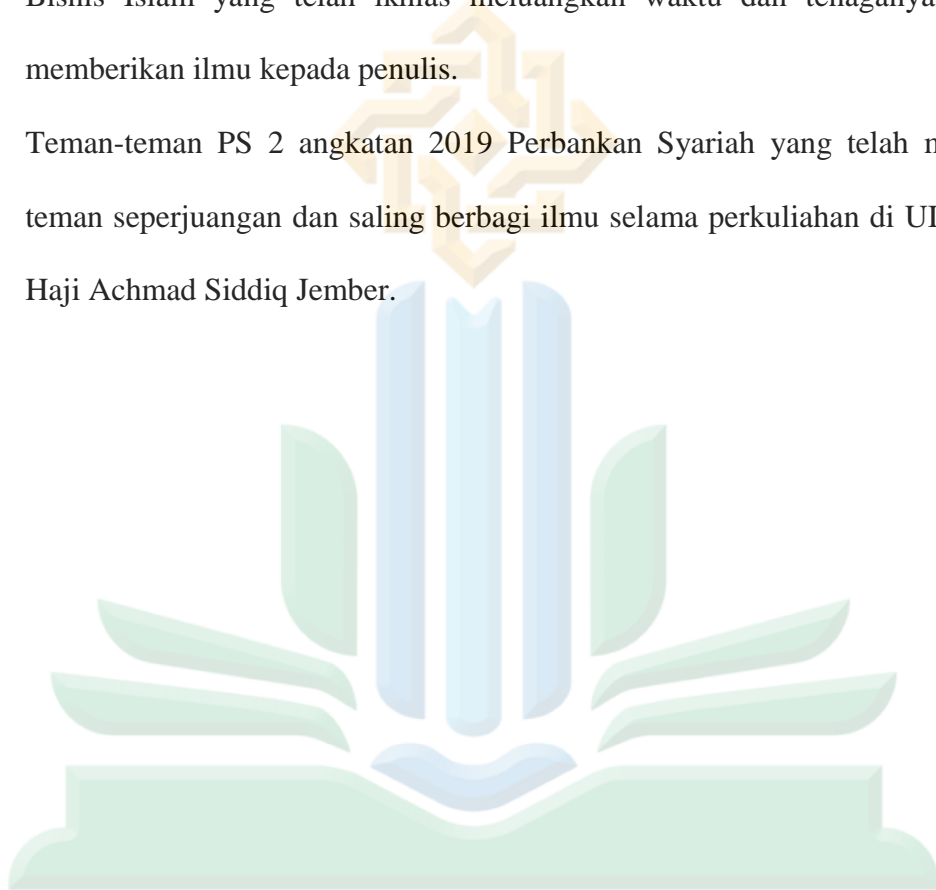 Bisnis Islam yang telah ikhlas meluangkan waktu dan tenaganya
memberikan ilmu kepada penulis.
Teman-teman PS 2 angkatan 2019 Perbankan Syariah yang telah
teman seperjuangan dan saling berbagi ilmu selama perkuliahan di
Haji Achmad Siddiq Jember.